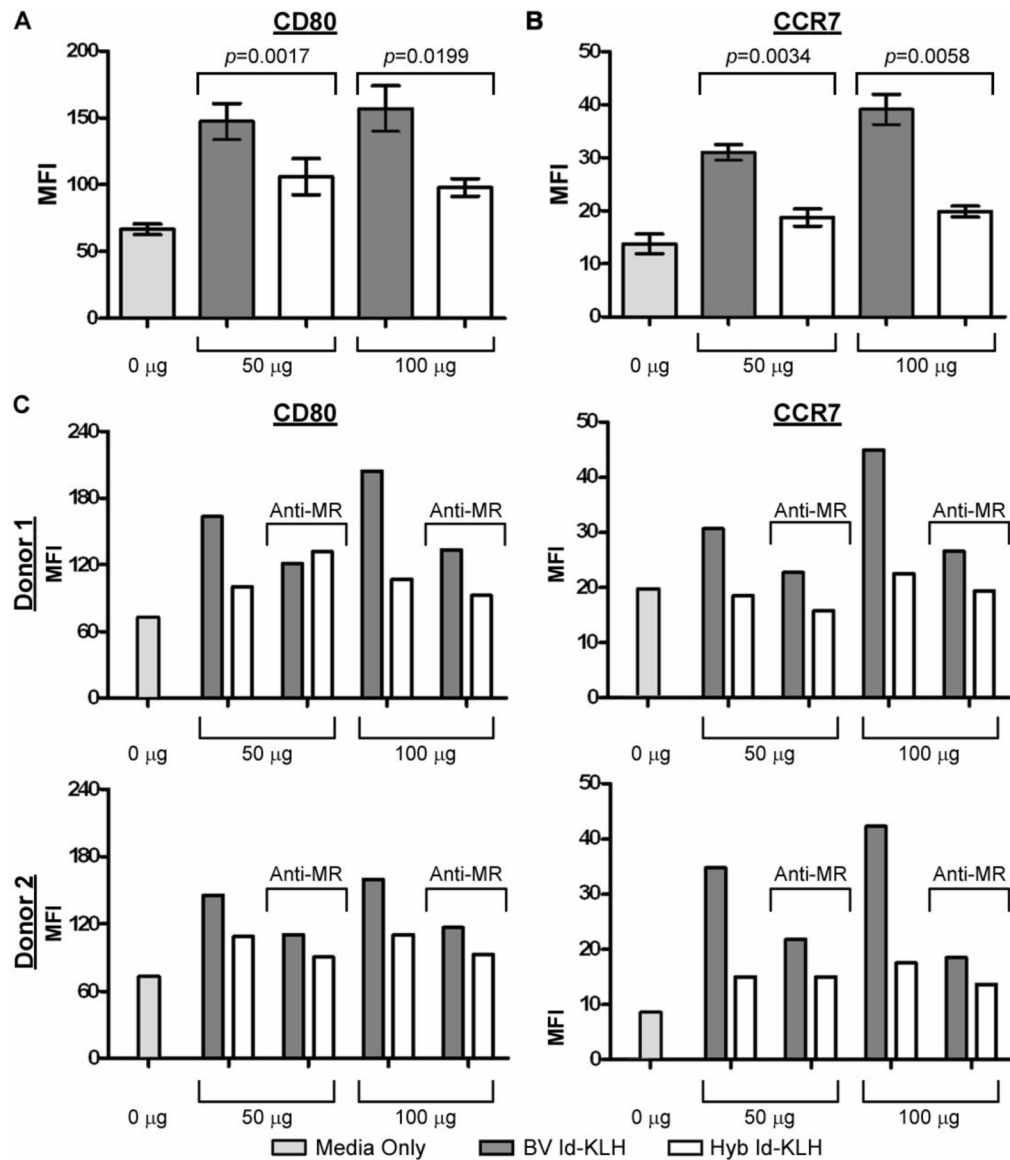 A
CD80
200
150
100
50
0
MFI
p=0.0017
p=0.0199
0 µg
50 µg
100 µg
B
CCR7
50
40
30
20
10
0
MFI
p=0.0034
p=0.0058
0 µg
50 µg
100 µg
C
CD80
Donor 1
MFI
240
180
120
60
0
Anti-MR
Anti-MR
0 µg
50 µg
100 µg
CCR7
MFI
50
40
30
20
10
0
Anti-MR
Anti-MR
0 µg
50 µg
100 µg
Donor 2
MFI
240
180
120
60
0
Anti-MR
Anti-MR
0 µg
50 µg
100 µg
MFI
50
40
30
20
10
0
Anti-MR
Anti-MR
0 µg
50 µg
100 µg
Media Only
BV Id-KLH
Hyb Id-KLH